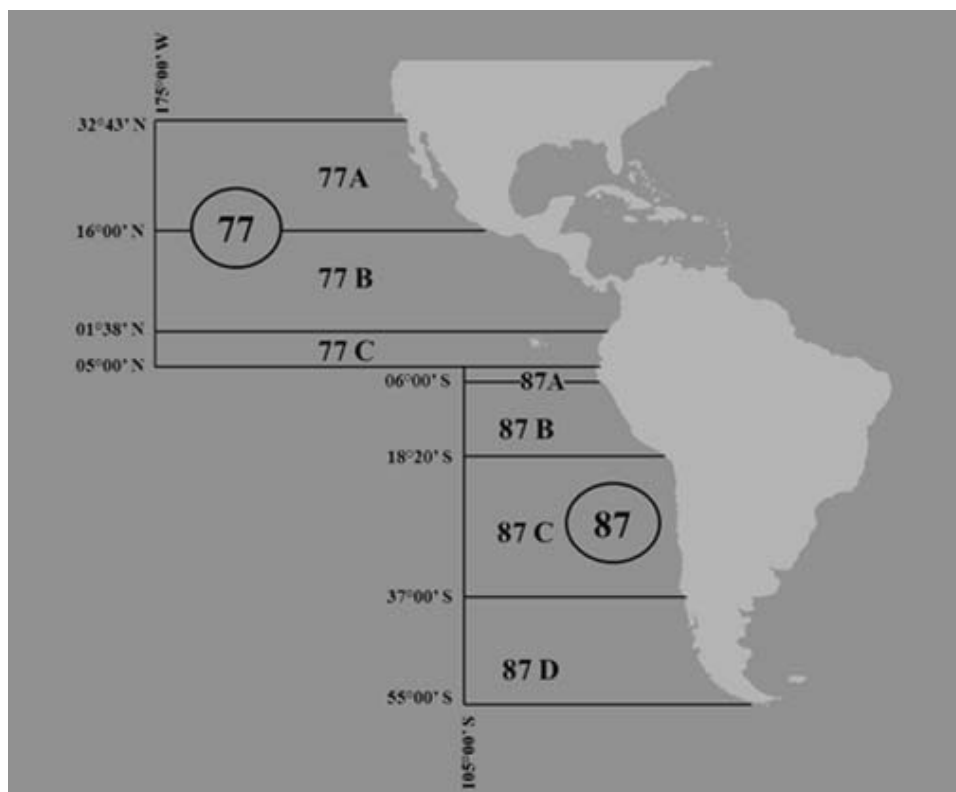 175°00' W
32°43' N
77A
77
16°00' N
77 B
01°38' N
77 C
05°00' N
06°00' S
87A
87 B
18°20' S
87 C
87
37°00' S
87 D
55°00' S
105°00' S